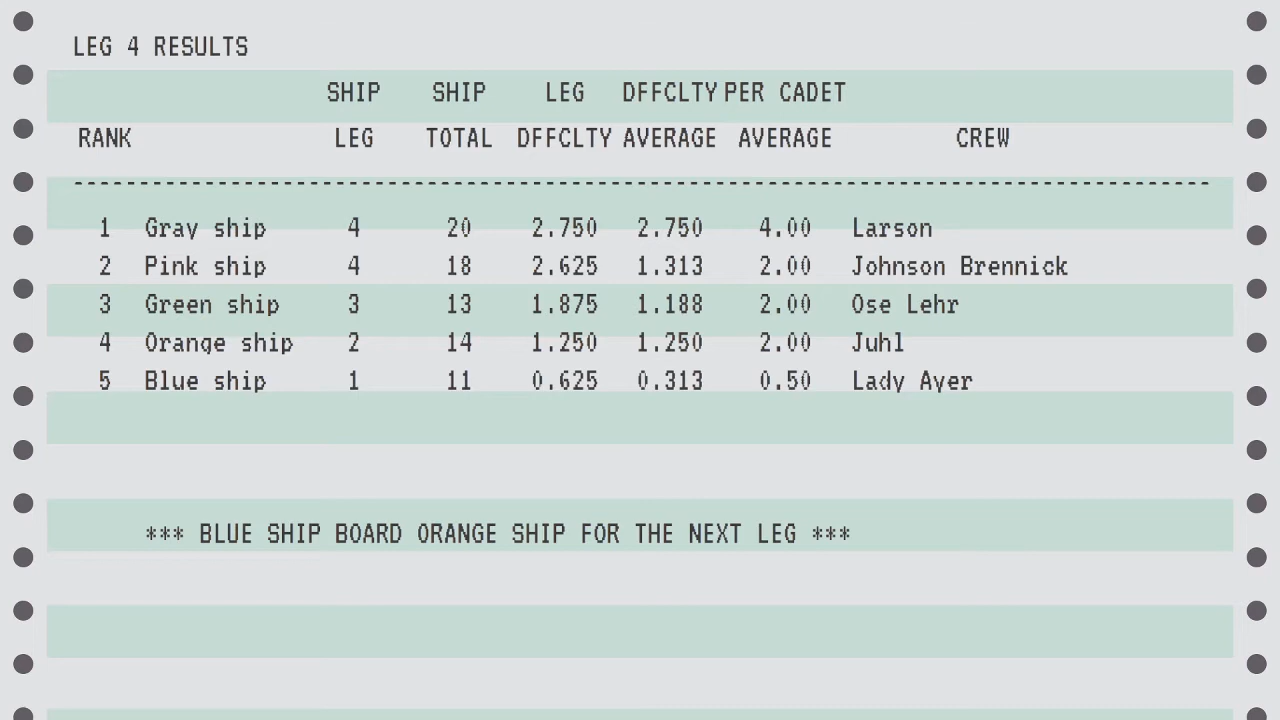 LEG 4 RESULTS
SHIP SHIP LEG DFFCLTY PER CADET
RANK LEG TOTAL DFFCLTY AVERAGE AVERAGE CREW
-------------------------------------------------------------------------------------
1 Gray ship 4 20 2.750 2.750 4.00 Larson
2 Pink ship 4 18 2.625 1.313 2.00 Johnson Brennick
3 Green ship 3 13 1.875 1.188 2.00 Ose Lehr
4 Orange ship 2 14 1.250 1.250 2.00 Juhl
5 Blue ship 1 11 0.625 0.313 0.50 Lady Ayer
*** BLUE SHIP BOARD ORANGE SHIP FOR THE NEXT LEG ***